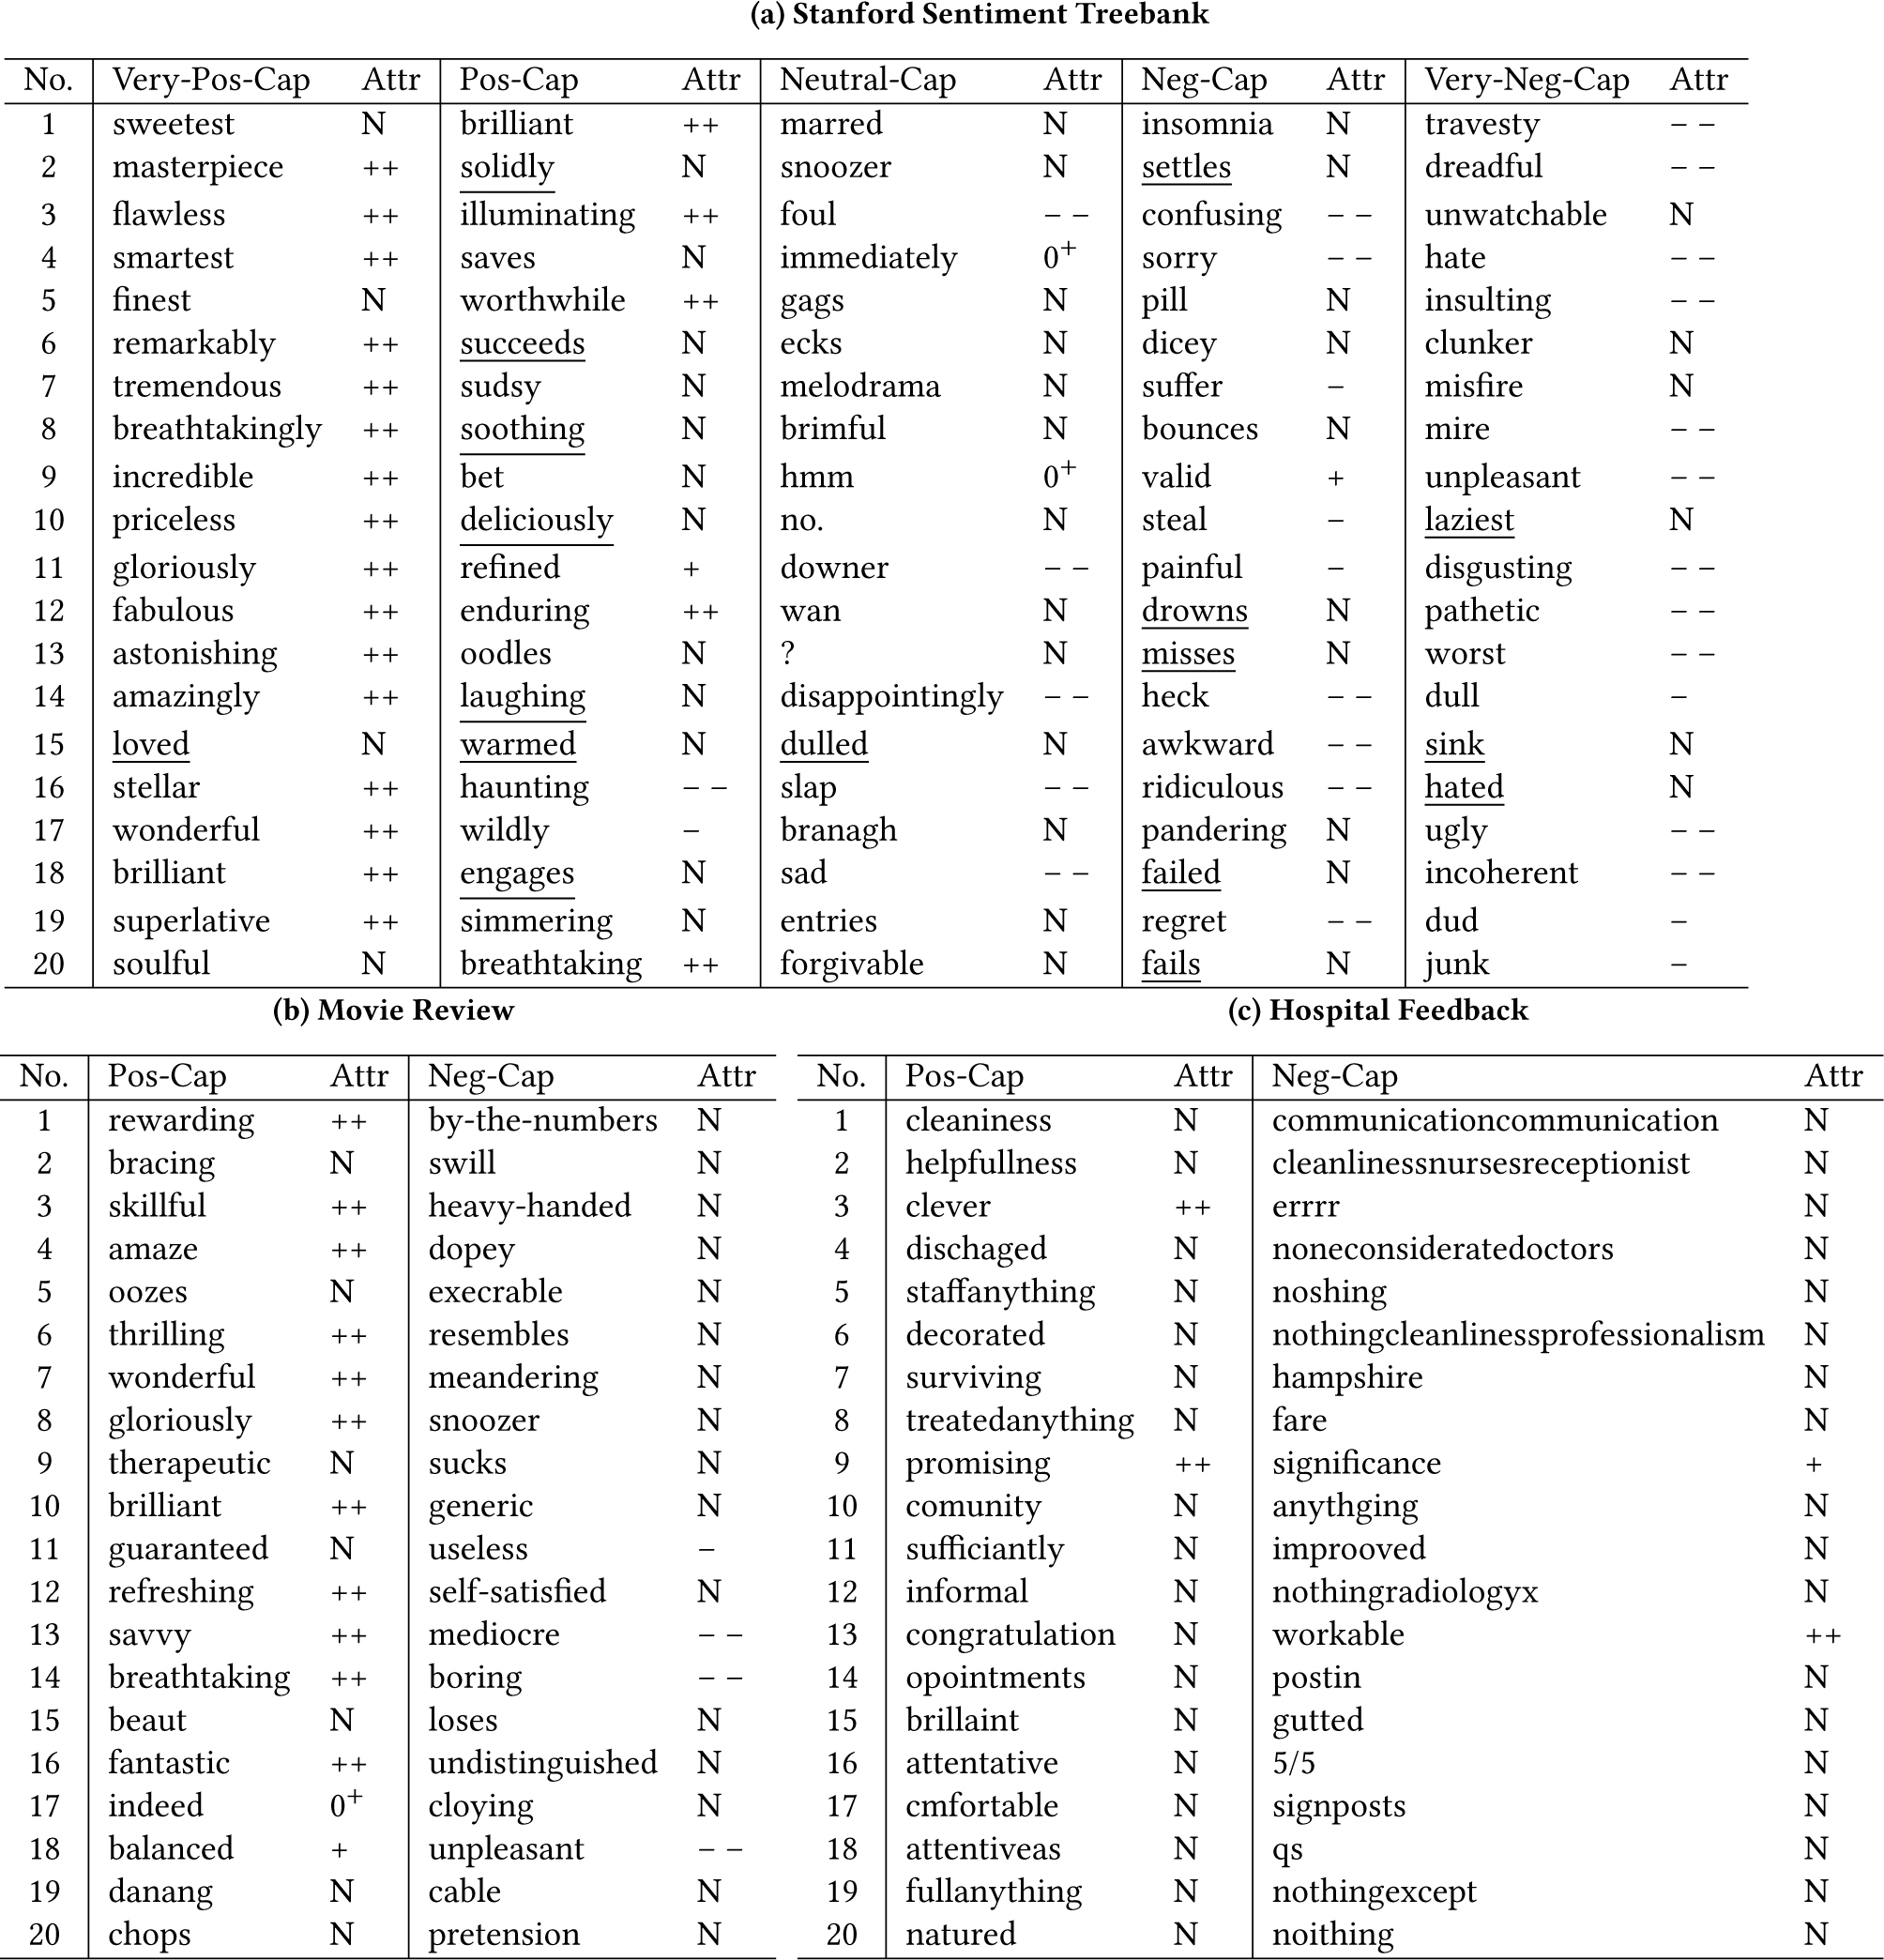 (a) Stanford Sentiment Treebank
No. Very-Pos-Cap Attr Pos-Cap Attr Neutral-Cap Attr Neg-Cap Attr Very-Neg-Cap Attr
1 sweetest N brilliant ++ marred N insomnia N travesty − −
2 masterpiece ++ solidly N snoozer N settles N dreadful − −
3 flawless ++ illuminating ++ foul − − confusing − − unwatchable N
4 smartest ++ saves N immediately 0+ sorry − − hate − −
5 finest N worthwhile ++ gags N pill N insulting − −
6 remarkably ++ succeeds N ecks N dicey N clunker N
7 tremendous ++ sudsy N melodrama N suffer − misfire N
8 breathtakingly ++ soothing N brimful N bounces N mire − −
9 incredible ++ bet N hmm 0+ valid + unpleasant − −
10 priceless ++ deliciously N no. N steal − laziest N
11 gloriously ++ refined + downer − − painful − disgusting − −
12 fabulous ++ enduring ++ wan N drowns N pathetic − −
13 astonishing ++ oodles N ? N misses N worst − −
14 amazingly ++ laughing N disappointingly − − heck − − dull −
15 loved N warmed N dulled N awkward − − sink N
16 stellar ++ haunting − − slap − − ridiculous − − hated N
17 wonderful ++ wildly − branagh N pandering N ugly − −
18 brilliant ++ engages N sad − − failed N incoherent − −
19 superlative ++ simmering N entries N regret − − dud −
20 soulful N breathtaking ++ forgivable N fails N junk −
(b) Movie Review
No. Pos-Cap Attr Neg-Cap Attr
1 rewarding ++ by-the-numbers N
2 bracing N swill N
3 skillful ++ heavy-handed N
4 amaze ++ dopey N
5 oozes N execrable N
6 thrilling ++ resembles N
7 wonderful ++ meandering N
8 gloriously ++ snoozer N
9 therapeutic N sucks N
10 brilliant ++ generic N
11 guaranteed N useless −
12 refreshing ++ self-satisfied N
13 savvy ++ mediocre − −
14 breathtaking ++ boring − −
15 beaut N loses N
16 fantastic ++ undistinguished N
17 indeed 0+ cloying N
18 balanced + unpleasant − −
19 danang N cable N
20 chops N pretension N
(c) Hospital Feedback
No. Pos-Cap Attr Neg-Cap Attr
1 cleaniness N communicationcommunication N
2 helpfullness N cleanlinessnursesreceptionist N
3 clever ++ errrr N
4 dischaged N noneconsideratedoctors N
5 staffanything N noshing N
6 decorated N nothingcleanlinessprofessionalism N
7 surviving N hampshire N
8 treatedanything N fare N
9 promising ++ significance +
10 comunity N anythging N
11 sufficiantly N improoved N
12 informal N nothingradiologyx N
13 congratulation N workable ++
14 opointments N postin N
15 brillaint N gutted N
16 attentative N 5/5 N
17 cmfortable N signposts N
18 attentiveas N qs N
19 fullanything N nothingexcept N
20 natured N noithing N